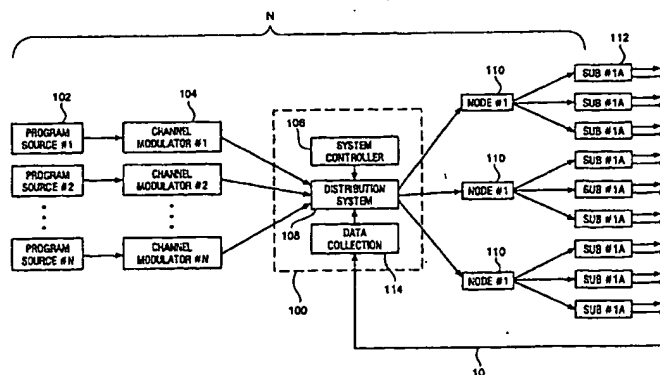 N
102
104
PROGRAM
SOURCE #1
CHANNEL
MODULATOR #1
PROGRAM
SOURCE #2
CHANNEL
MODULATOR #2
PROGRAM
SOURCE #N
CHANNEL
MODULATOR #N
106
SYSTEM
CONTROLLER
DISTRIBUTION
SYSTEM
108
DATA
COLLECTION
114
100
110
NODE #1
110
NODE #1
110
NODE #1
112
SUB #1A
SUB #1A
SUB #1A
SUB #1A
SUB #1A
SUB #1A
SUB #1A
SUB #1A
SUB #1A
10